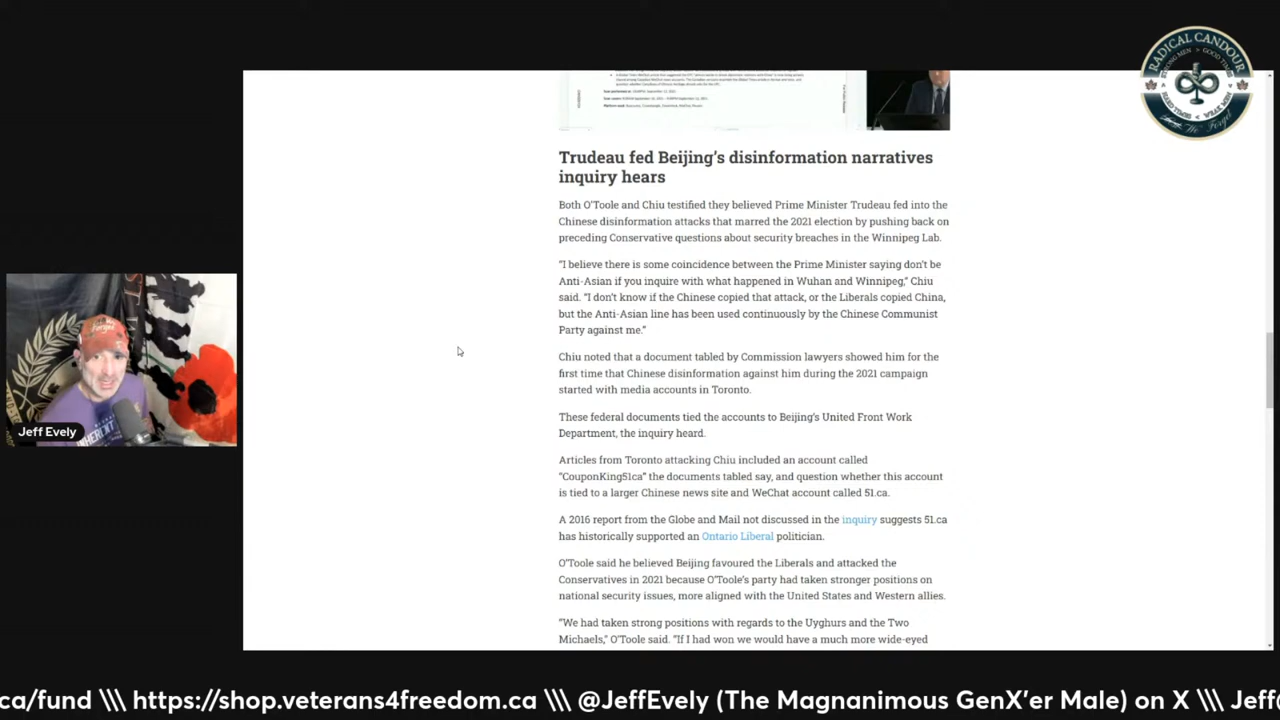 RADICAL CANDOUR
Trudeau fed Beijing's disinformation narratives
inquiry hears
Both O'Toole and Chiu testified they believed Prime Minister Trudeau fed into the
Chinese disinformation attacks that marred the 2021 election by pushing back on
preceding Conservative questions about security breaches in the Winnipeg Lab.
“I believe there is some coincidence between the Prime Minister saying don't be
Anti-Asian if you inquire with what happened in Wuhan and Winnipeg,” Chiu
said. “I don't know if the Chinese copied that attack, or the Liberals copied China,
but the Anti-Asian line has been used continuously by the Chinese Communist
Party against me.”
Chiu noted that a document tabled by Commission lawyers showed him for the
first time that Chinese disinformation against him during the 2021 campaign
started with media accounts in Toronto.
These federal documents tied the accounts to Beijing's United Front Work
Department, the inquiry heard.
Articles from Toronto attacking Chiu included an account called
“CouponKing51ca” the documents tabled say, and question whether this account
is tied to a larger Chinese news site and WeChat account called 51.ca.
A 2016 report from the Globe and Mail not discussed in the inquiry suggests 51.ca
has historically supported an Ontario Liberal politician.
O'Toole said he believed Beijing favoured the Liberals and attacked the
Conservatives in 2021 because O'Toole's party had taken stronger positions on
national security issues, more aligned with the United States and Western allies.
“We had taken strong positions with regards to the Uyghurs and the Two
Michaels,” O'Toole said. “If I had won we would have a much more wide-eyed
Jeff Evely
ca/fund \\\ https://shop.veterans4freedom.ca \\\ @JeffEvely (The Magnanimous GenX'er Male) on X \\\ Jeff